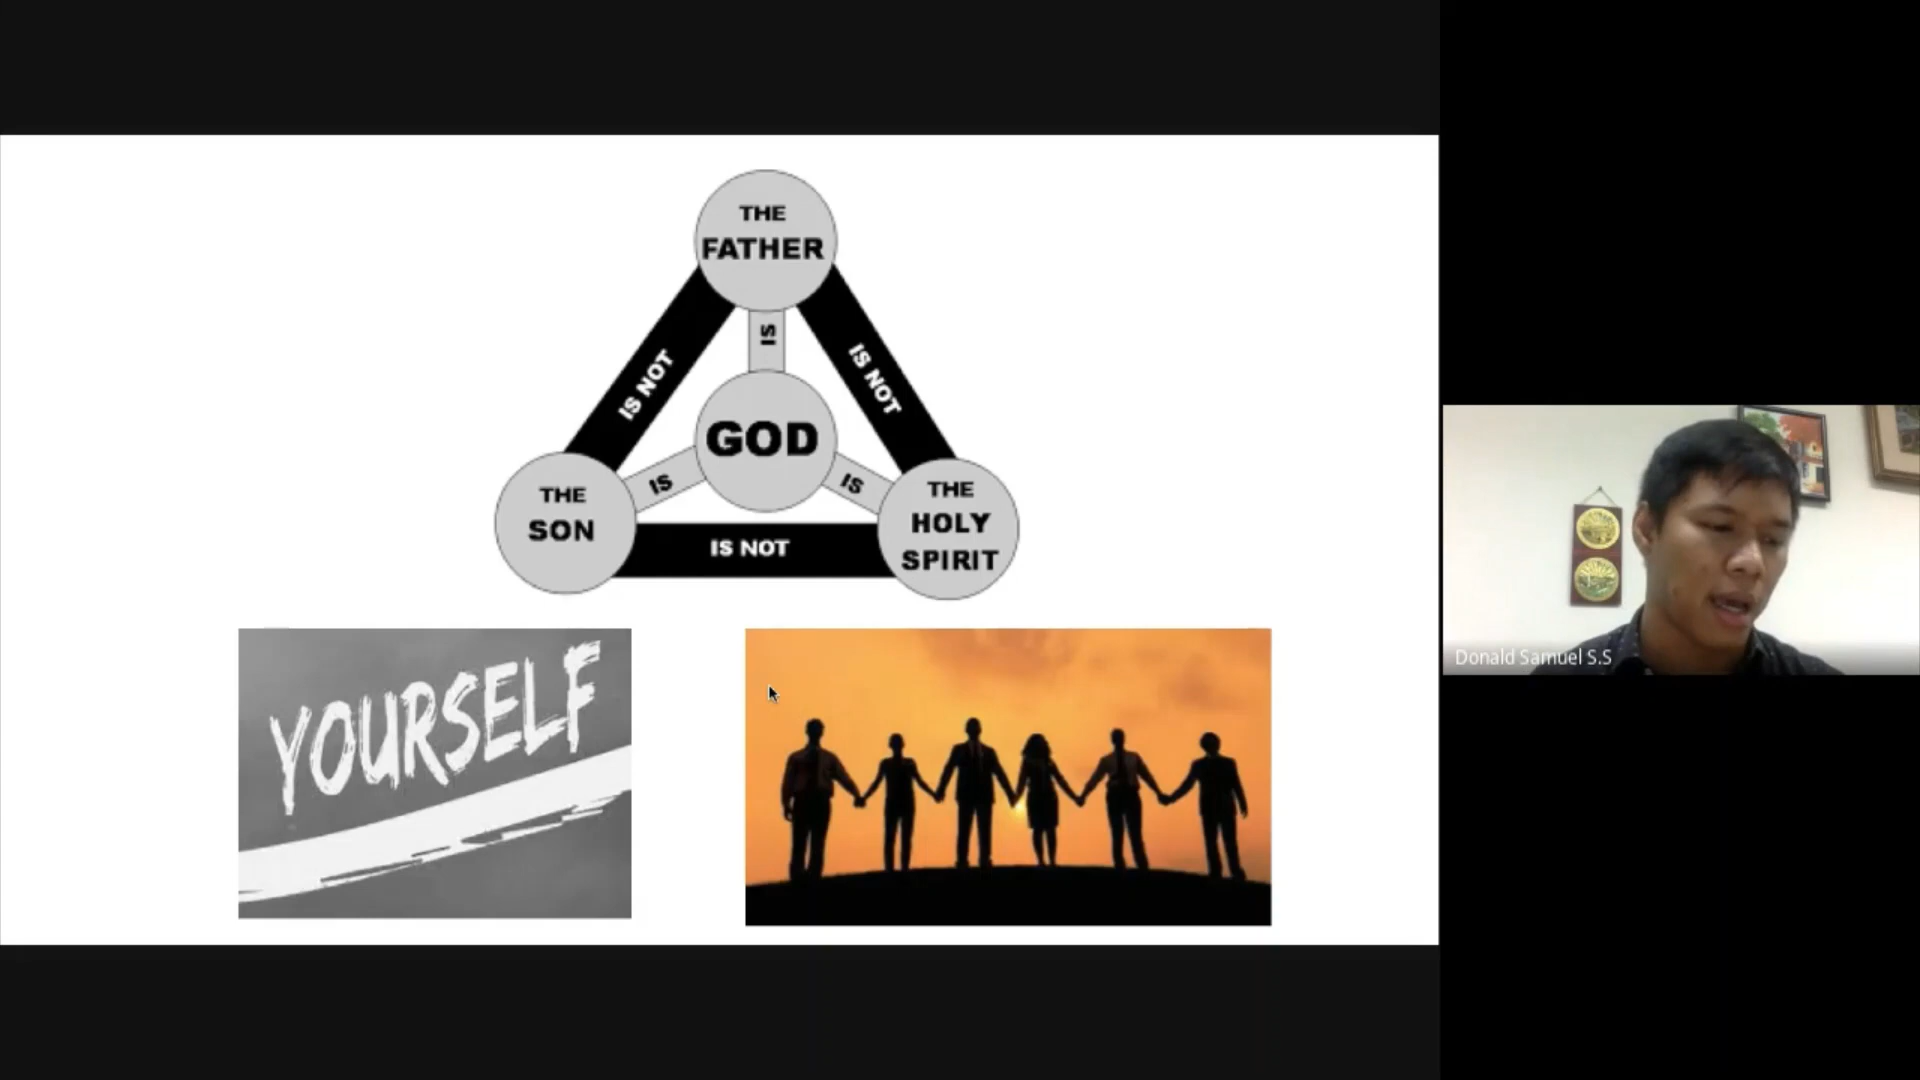 THE
FATHER
IS
IS NOT
IS NOT
GOD
IS
IS
THE
SON
THE
HOLY
SPIRIT
IS NOT
YOURSELF
Donald Samuel S.S